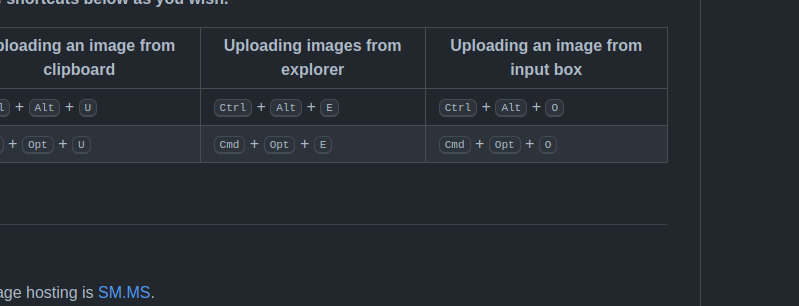 shortcuts below as you wish.
ploading an image from clipboard Uploading images from explorer Uploading an image from input box
+ Alt + U Ctrl + Alt + E Ctrl + Alt + O
+ Opt + U Cmd + Opt + E Cmd + Opt + O
age hosting is SM.MS.